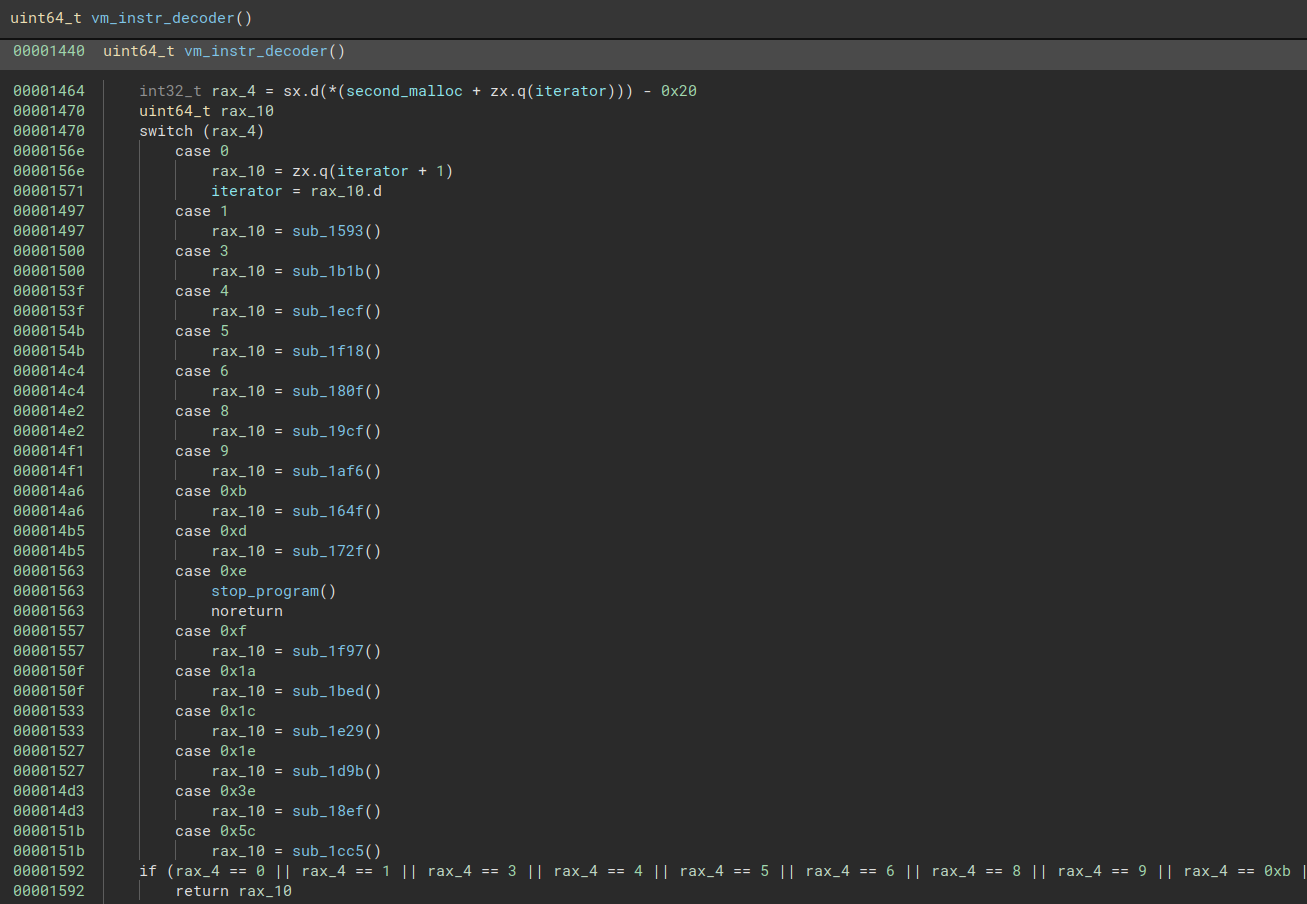 uint64_t vm_instr_decoder()
00001440 uint64_t vm_instr_decoder()
00001464 int32_t rax_4 = sx.d(*(second_malloc + zx.q(iterator))) - 0x20
00001470 uint64_t rax_10
00001470 switch (rax_4)
0000156e case 0
0000156e rax_10 = zx.q(iterator + 1)
00001571 iterator = rax_10.d
00001497 case 1
00001497 rax_10 = sub_1593()
00001500 case 3
00001500 rax_10 = sub_1b1b()
0000153f case 4
0000153f rax_10 = sub_1ecf()
0000154b case 5
0000154b rax_10 = sub_1f18()
000014c4 case 6
000014c4 rax_10 = sub_180f()
000014e2 case 8
000014e2 rax_10 = sub_19cf()
000014f1 case 9
000014f1 rax_10 = sub_1af6()
000014a6 case 0xb
000014a6 rax_10 = sub_164f()
000014b5 case 0xd
000014b5 rax_10 = sub_172f()
00001563 case 0xe
00001563 stop_program()
00001563 noreturn
00001557 case 0xf
00001557 rax_10 = sub_1f97()
0000150f case 0x1a
0000150f rax_10 = sub_1bed()
00001533 case 0x1c
00001533 rax_10 = sub_1e29()
00001527 case 0x1e
00001527 rax_10 = sub_1d9b()
000014d3 case 0x3e
000014d3 rax_10 = sub_18ef()
0000151b case 0x5c
0000151b rax_10 = sub_1cc5()
00001592 if (rax_4 == 0 || rax_4 == 1 || rax_4 == 3 || rax_4 == 4 || rax_4 == 5 || rax_4 == 6 || rax_4 == 8 || rax_4 == 9 || rax_4 == 0xb |
00001592 return rax_10